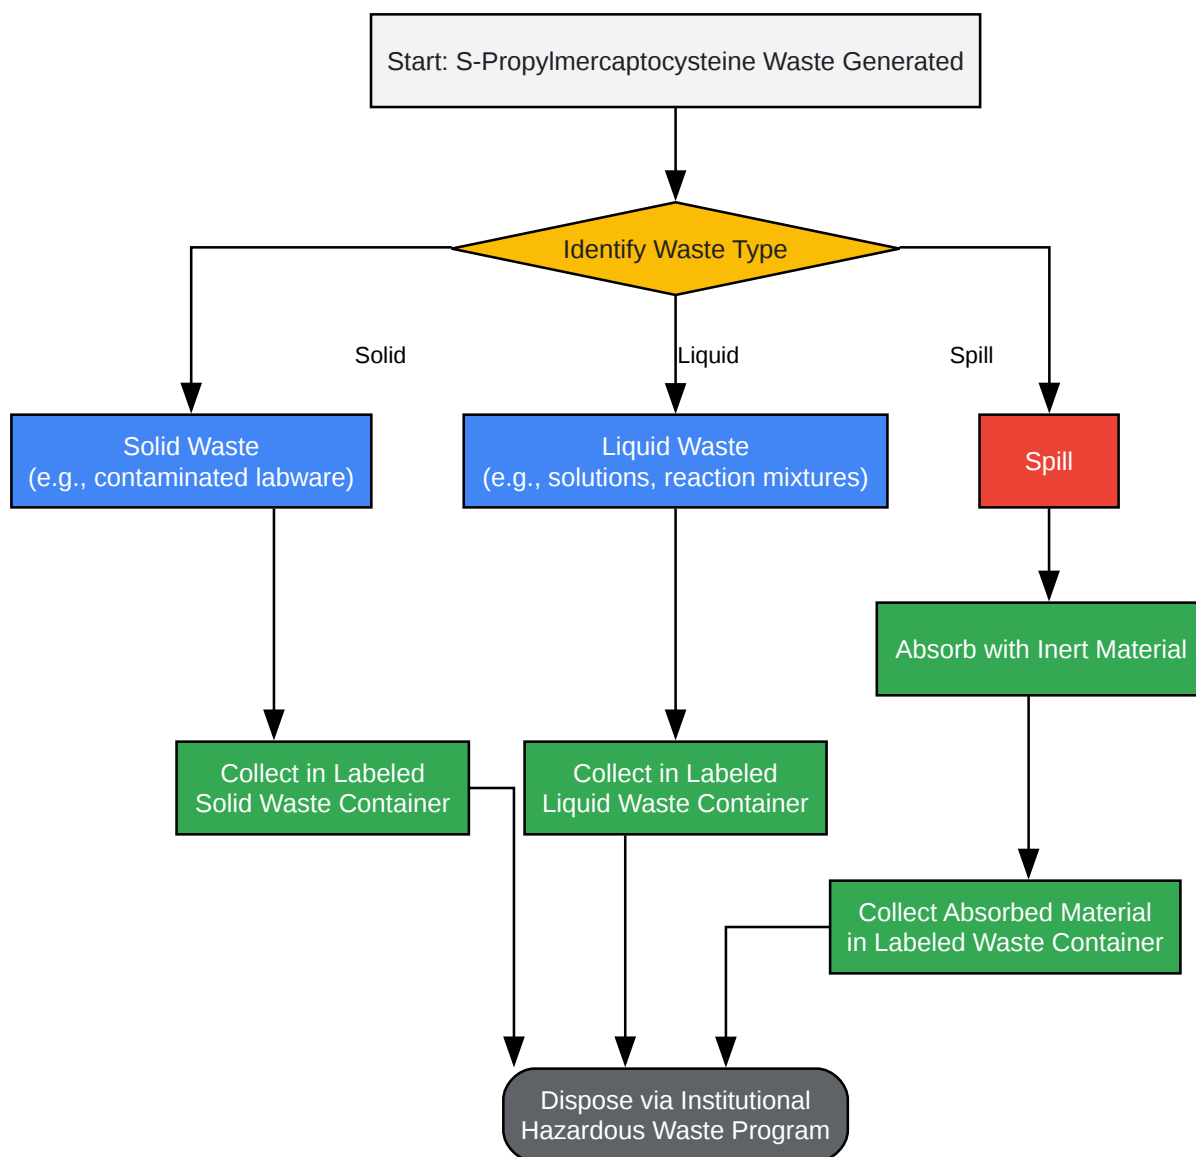 Start: S-Propylmercaptocysteine Waste Generated
Identify Waste Type
Solid
Liquid
Spill
Solid Waste
(e.g., contaminated labware)
Liquid Waste
(e.g., solutions, reaction mixtures)
Spill
Absorb with Inert Material
Collect in Labeled
Solid Waste Container
Collect in Labeled
Liquid Waste Container
Collect Absorbed Material
in Labeled Waste Container
Dispose via Institutional
Hazardous Waste Program